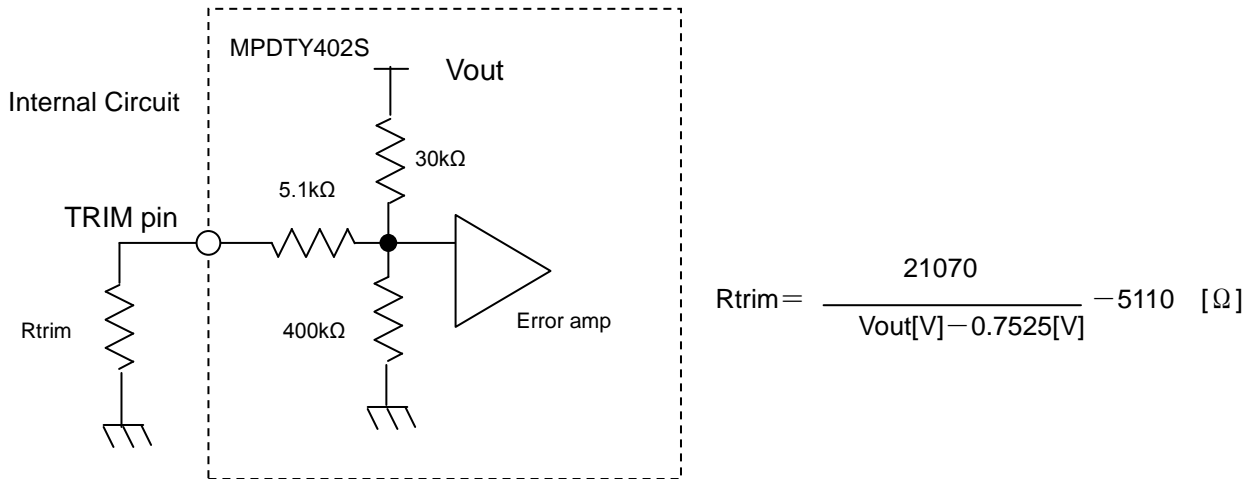 MPDTY402S
Vout
Internal Circuit
30kΩ
5.1kΩ
TRIM pin
Rtrim
400kΩ
Error amp
21070
Rtrim＝ －5110 [Ω]
Vout[V]－0.7525[V]